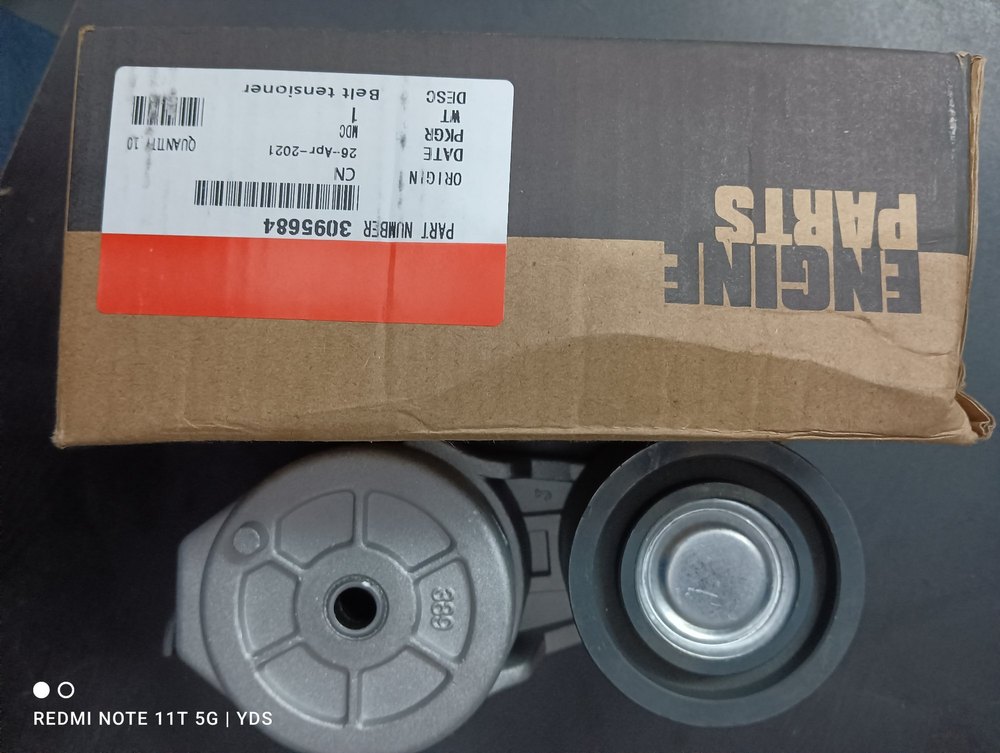 PART NUMBER 3095684
ORIGIN CN
DATE 26-Apr-2021
PKGR MDC
QUANTITY 10
WT 1
DESC Belt tensioner
ENGINE
PARTS
REDMI NOTE 11T 5G | YDS